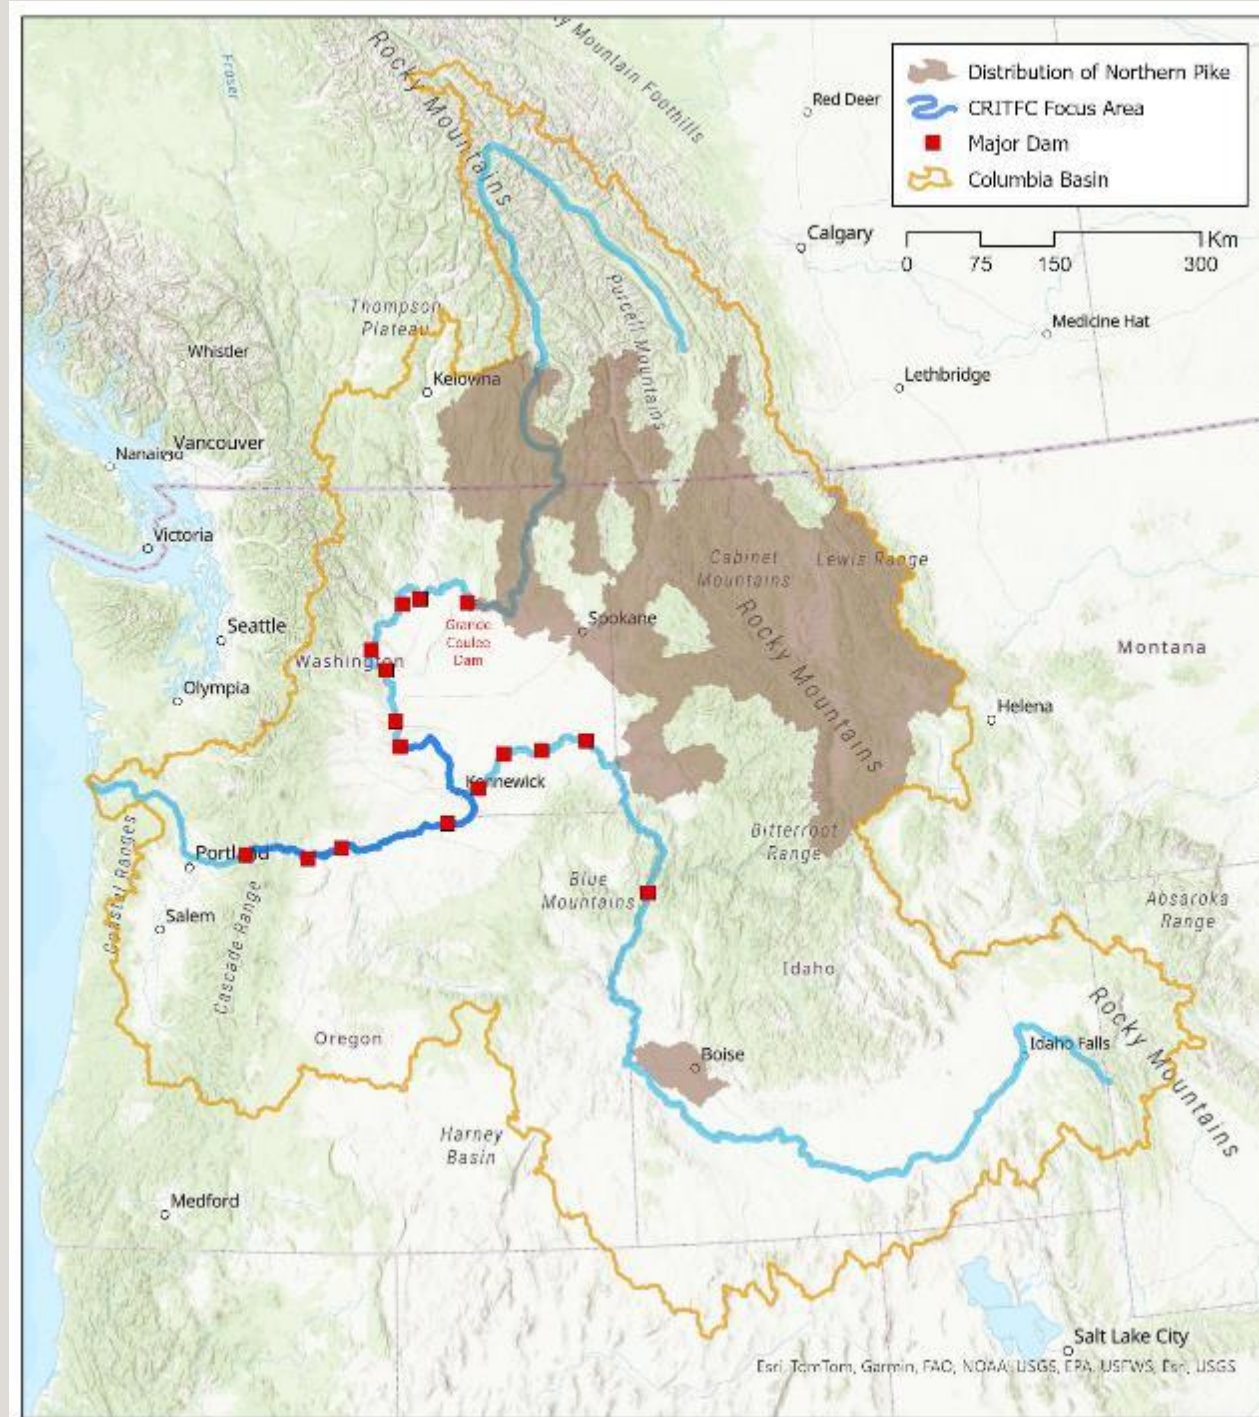 Distribution of Northern Pike
CRITFC Focus Area
Major Dam
Columbia Basin
Km
0 75 150 300
Rocky Mountains
y Mountain Foothills
Fraser
Red Deer
Calgary
Purcell Mountains
Thompson
Plateau
Medicine Hat
Whistler
Kelowna
Lethbridge
Vancouver
Nanaimo
Victoria
Cabinet
Mountains
Lewis Range
Seattle
Spokane
Grande
Coulee
Dam
Rocky Mountains
Washington
Montana
Olympia
Helena
Kennewick
Bitterroot
Range
Portland
Coastal Ranges
Blue
Mountains
Cascade Range
Salem
Absaroka
Range
Idaho
Oregon
Boise
Idaho Falls
Rocky Mountains
Harney
Basin
Medford
Salt Lake City
Esri, TomTom, Garmin, FAO, NOAA, USGS, EPA, USFWS, Esri, USGS